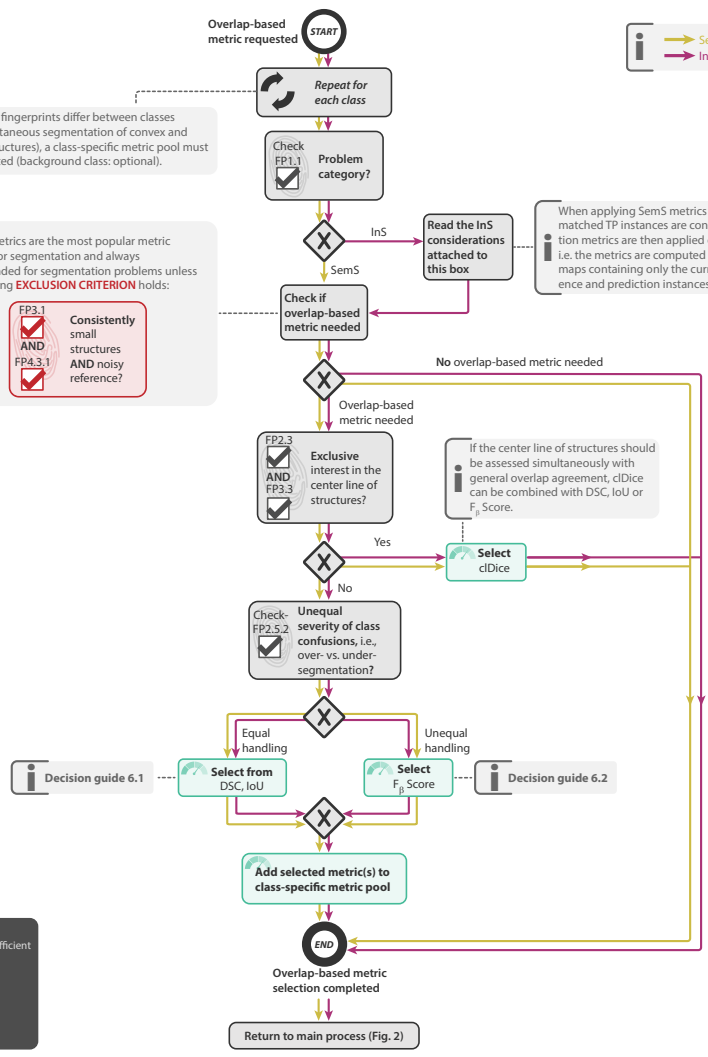 Overlap-based
metric requested
START
Se
In
Repeat for
each class
fingerprints differ between classes
taneous segmentation of convex and
uctures), a class-specific metric pool must
ted (background class: optional).
Check
FP1.1
Problem
category?
X
InS
SemS
Read the InS
considerations
attached to
this box
i
When applying SemS metrics
matched TP instances are con
tion metrics are then applied
i.e. the metrics are computed
maps containing only the curr
ence and prediction instances
etrics are the most popular metric
or segmentation and always
nded for segmentation problems unless
ng EXCLUSION CRITERION holds:
FP3.1
AND
FP4.3.1
Consistently
small
structures
AND noisy
reference?
Check if
overlap-based
metric needed
X
No overlap-based metric needed
Overlap-based
metric needed
FP2.3
AND
FP3.3
Exclusive
interest in the
center line of
structures?
i
If the center line of structures should
be assessed simultaneously with
general overlap agreement, clDice
can be combined with DSC, IoU or
Fβ Score.
X
Yes
No
Select
clDice
Check-
FP2.5.2
Unequal
severity of class
confusions, i.e.,
over- vs. under-
segmentation?
X
Equal
handling
Unequal
handling
i
Decision guide 6.1
Select from
DSC, IoU
Select
Fβ Score
i
Decision guide 6.2
X
Add selected metric(s) to
class-specific metric pool
fficient
END
Overlap-based metric
selection completed
Return to main process (Fig. 2)